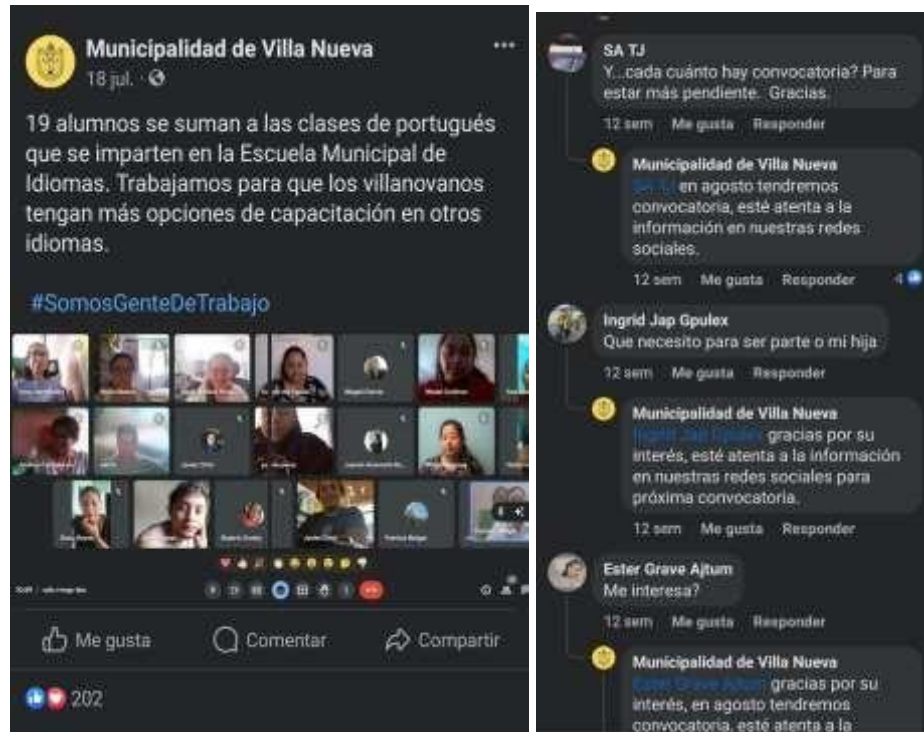 Municipalidad de Villa Nueva
18 jul.
19 alumnos se suman a las clases de portugués
que se imparten en la Escuela Municipal de
Idiomas. Trabajamos para que los villanovanos
tengan más opciones de capacitación en otros
idiomas.
#SomosGenteDeTrabajo
Me gusta Comentar Compartir
202
SA TJ
Y...cada cuánto hay convocatoria? Para
estar más pendiente. Gracias.
12 sem Me gusta Responder
Municipalidad de Villa Nueva
SA TJ en agosto tendremos
convocatoria, esté atenta a la
información en nuestras redes
sociales.
12 sem Me gusta Responder 4
Ingrid Jap Gpulex
Que necesito para ser parte o mi hija
12 sem Me gusta Responder
Municipalidad de Villa Nueva
Ingrid Jap Gpulex gracias por su
interés, esté atenta a la información
en nuestras redes sociales para
próxima convocatoria.
12 sem Me gusta Responder
Ester Grave Ajtum
Me interesa?
12 sem Me gusta Responder
Municipalidad de Villa Nueva
Ester Grave Ajtum gracias por su
interés, en agosto tendremos
convocatoria, esté atenta a la